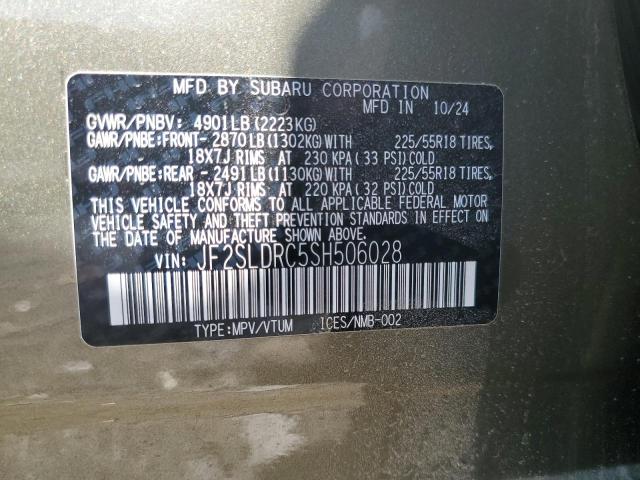 MFD BY SUBARU CORPORATION
MFD IN 10/24
GVWR/PNBV: 4901LB(2223KG)
GAWR/PNBE:FRONT- 2870LB(1302KG)WITH 225/55R18 TIRES,
18X7J RIMS AT 230 KPA (33 PSI)COLD.
GAWR/PNBE:REAR -2491LB(1130KG)WITH 225/55R18 TIRES,
18X7J RIMS AT 220 KPA (32 PSI)COLD.
THIS VEHICLE CONFORMS TO ALL APPLICABLE FEDERAL MOTOR
VEHICLE SAFETY AND THEFT PREVENTION STANDARDS IN EFFECT ON
THE DATE OF MANUFACTURE SHOWN ABOVE.
VIN: JF2SLDRC5SH506028
TYPE:MPV/VTUM ICES/NMB-002